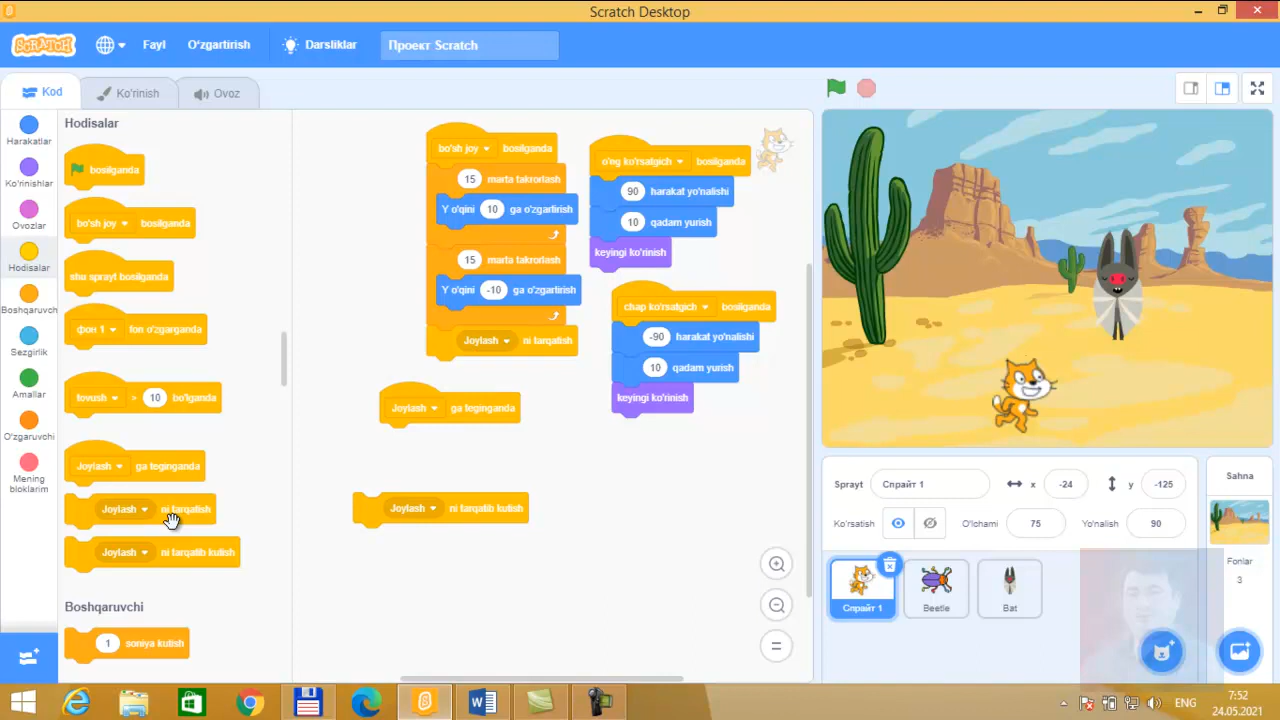 Scratch Desktop
SCRATCH
Fayl
O'zgartirish
Darsliklar
Проект Scratch
Kod
Ko'rinish
Ovoz
Harakatlar
Ko'rinishlar
Ovozlar
Hodisalar
Boshqaruvchi
Sezgirlik
Amallar
O'zgaruvchi
Mening
bloklarim
Hodisalar
bosilganda
bo'sh joy bosilganda
shu sprayt bosilganda
фон 1 fon o'zgarganda
tovush > 10 bo'lganda
Joylash ga teginganda
Joylash ni tarqatish
Joylash ni tarqatib kutish
Boshqaruvchi
1 soniya kutish
bo'sh joy bosilganda
15 marta takrorlash
Y o'qini 10 ga o'zgartirish
15 marta takrorlash
Y o'qini -10 ga o'zgartirish
Joylash ni tarqatish
Joylash ga teginganda
Joylash ni tarqatib kutish
o'ng ko'rsatgich bosilganda
90 harakat yo'nalishi
10 qadam yurish
keyingi ko'rinish
chap ko'rsatgich bosilganda
-90 harakat yo'nalishi
10 qadam yurish
keyingi ko'rinish
Sprayt Спрайт 1 x -24 y -125
Ko'rsatish O'lchami 75 Yo'nalish 90
Спрайт 1
Beetle
Bat
Sahna
Fonlar
3
ENG
7:52
24.05.2021